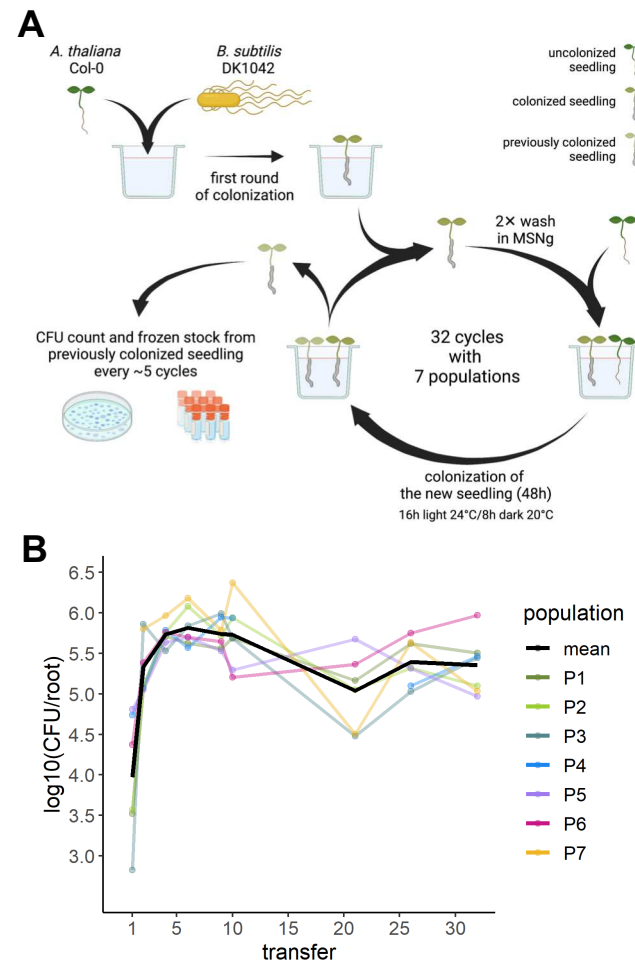 A
A. thaliana
Col-0
B. subtilis
DK1042
uncolonized
seedling
colonized seedling
previously colonized
seedling
first round
of colonization
2× wash
in MSNg
CFU count and frozen stock from
previously colonized seedling
every ~5 cycles
32 cycles
with
7 populations
colonization of
the new seedling (48h)
16h light 24°C/8h dark 20°C
B
log10(CFU/root)
6.5
6.0
5.5
5.0
4.5
4.0
3.5
3.0
1
5
10
15
20
25
30
transfer
population
mean
P1
P2
P3
P4
P5
P6
P7